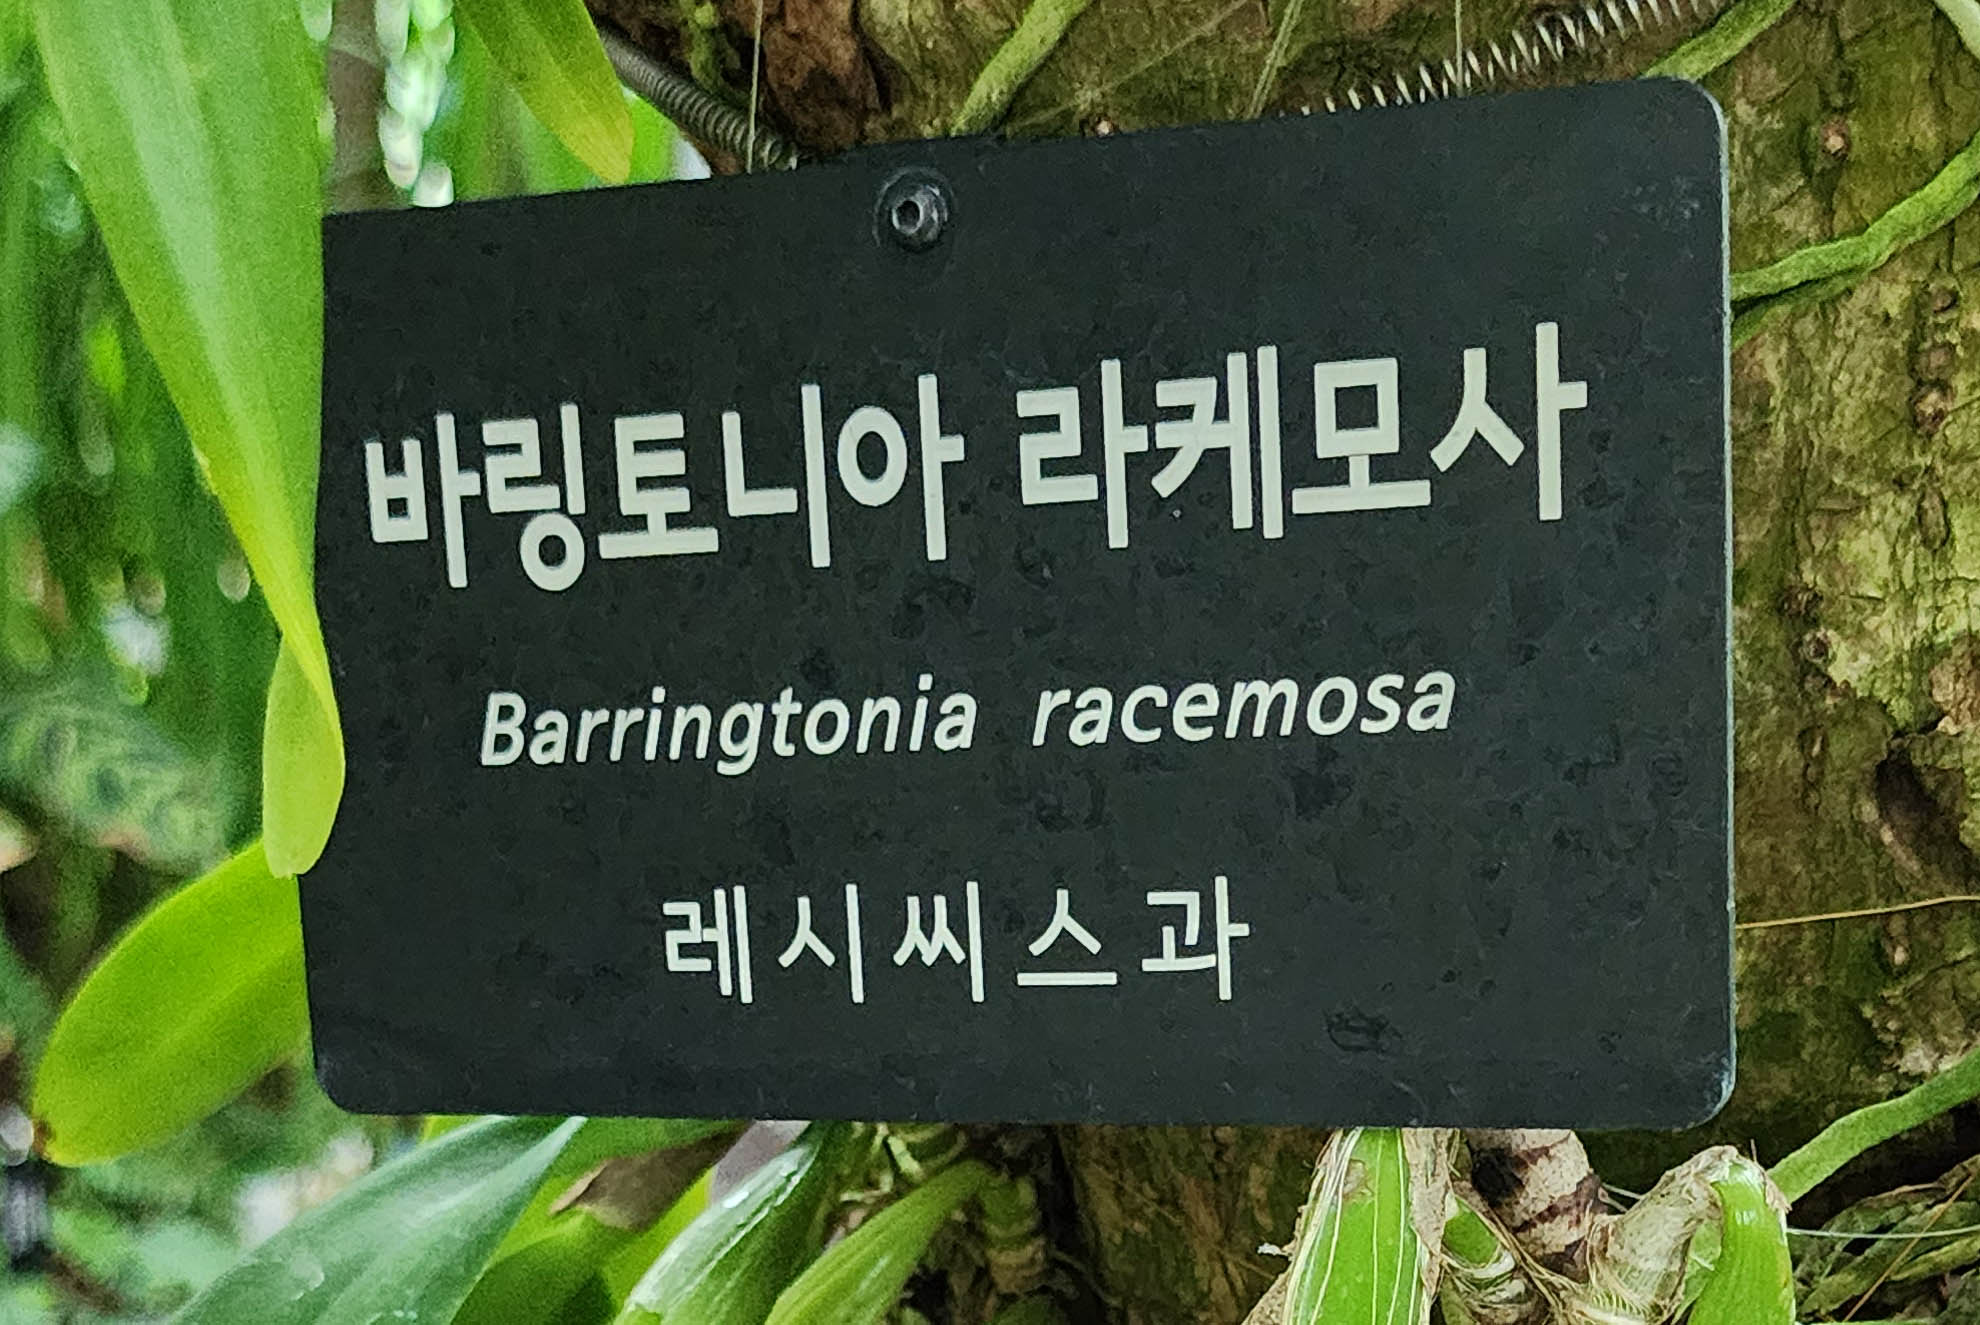 바링토니아 라케모사
Barringtonia racemosa
레시씨스과